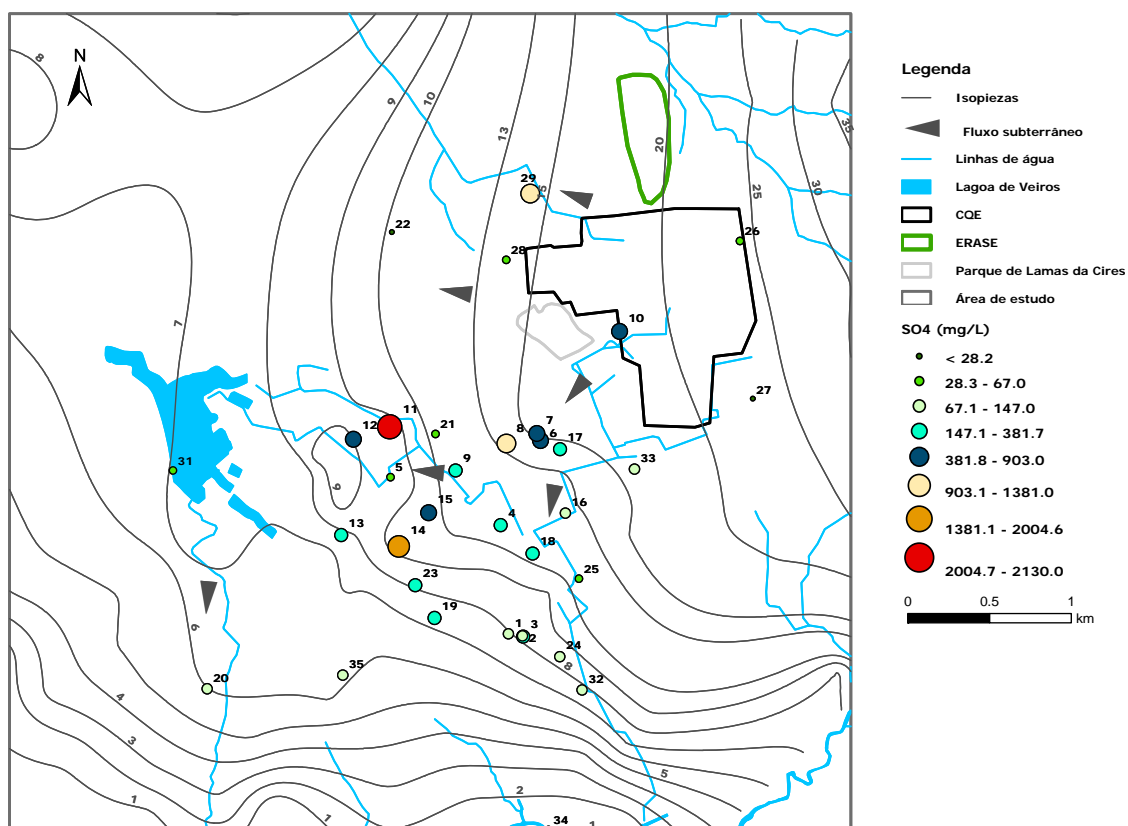 8
N
9
10
13
15
20
25
30
35
29
22
28
26
10
7
27
11
12
21
8
7
6
17
31
5
9
33
9
15
4
16
13
14
18
23
25
19
1
3
2
24
8
6
20
35
32
4
3
5
1
1
2
34
1
Legenda
Isopiezas
Fluxo subterrâneo
Linhas de água
Lagoa de Veiros
CQE
ERASE
Parque de Lamas da Cires
Área de estudo
SO4 (mg/L)
< 28.2
28.3 - 67.0
67.1 - 147.0
147.1 - 381.7
381.8 - 903.0
903.1 - 1381.0
1381.1 - 2004.6
2004.7 - 2130.0
0 0.5 1
km